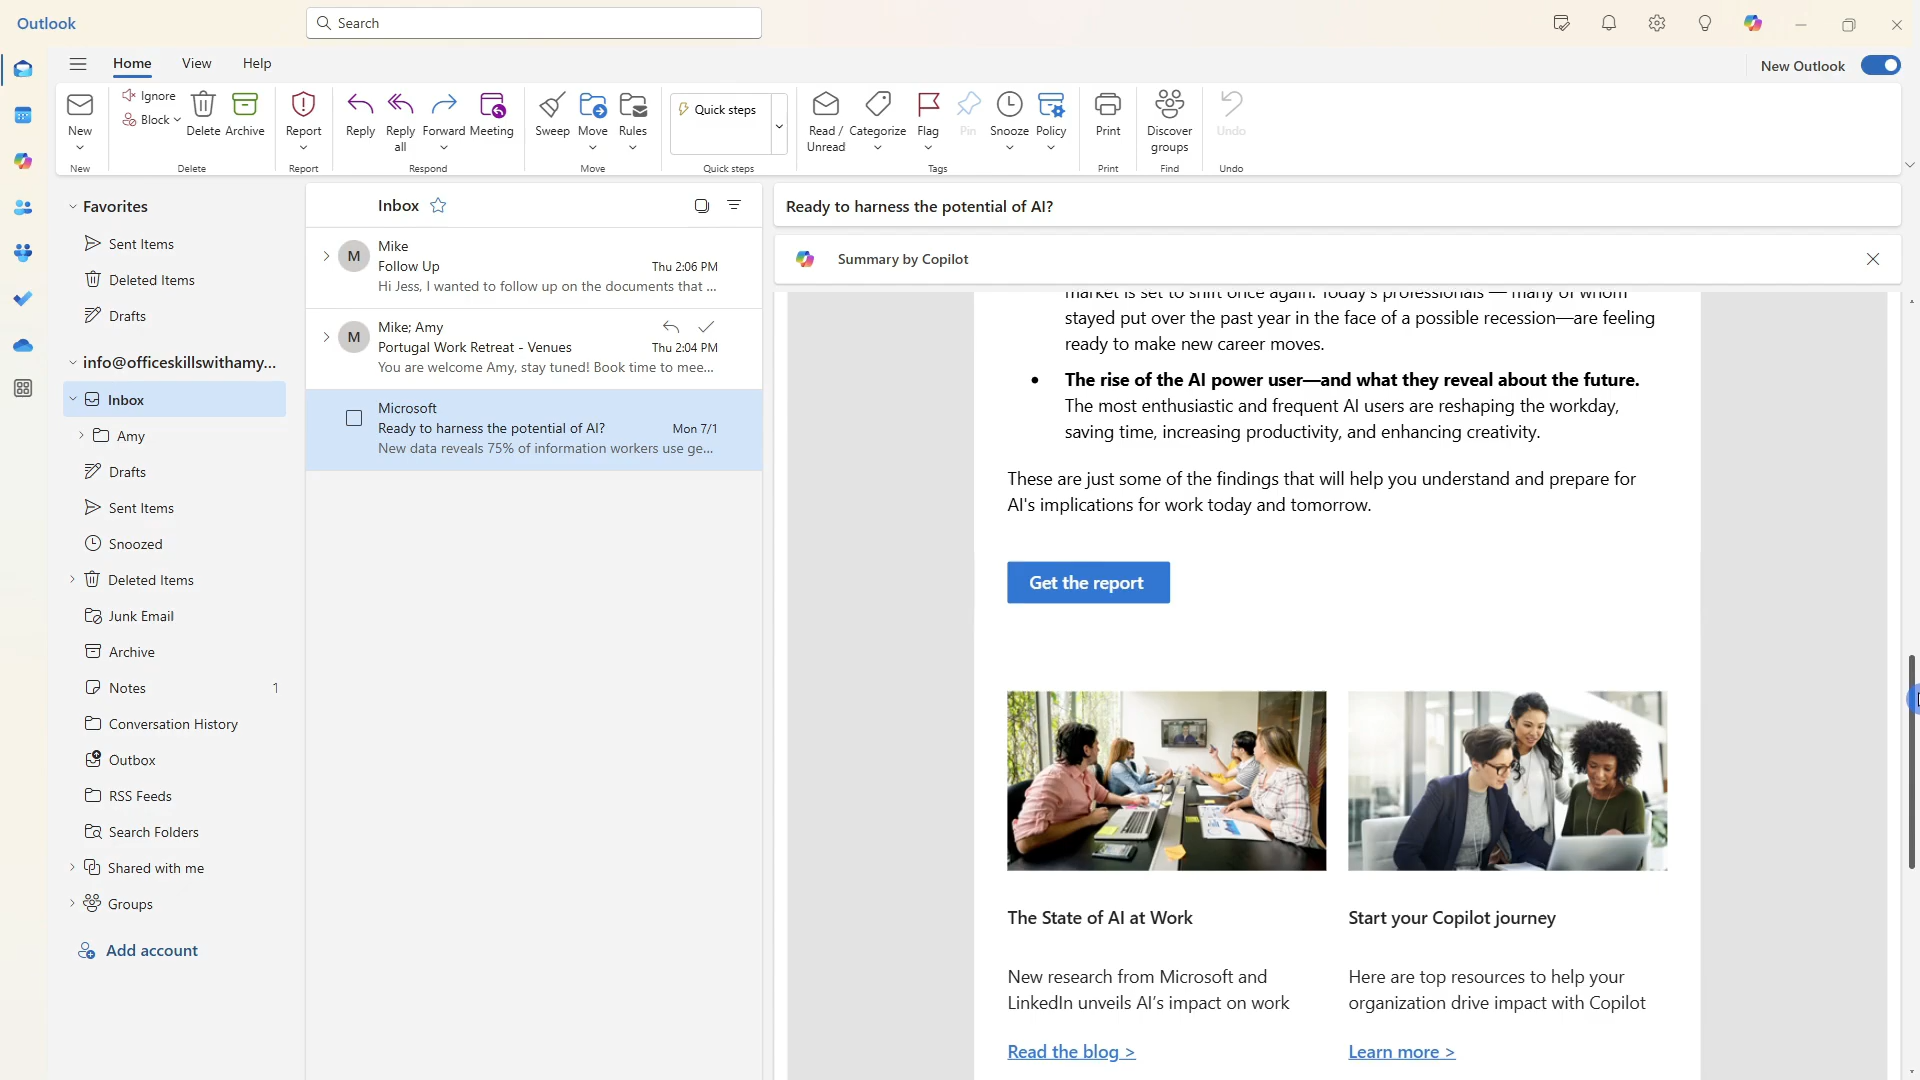 Outlook
Search
Home View Help
New Outlook
New
Ignore
Block
Delete
Archive
Report
Reply
Reply all
Forward
Meeting
Sweep
Move
Rules
Quick steps
Read / Unread
Categorize
Flag
Pin
Snooze
Policy
Print
Discover groups
Undo
New
Delete
Report
Respond
Move
Quick steps
Tags
Print
Find
Undo
Favorites
Sent Items
Deleted Items
Drafts
info@officeskillswithamy...
Inbox
Amy
Drafts
Sent Items
Snoozed
Deleted Items
Junk Email
Archive
Notes 1
Conversation History
Outbox
RSS Feeds
Search Folders
Shared with me
Groups
Add account
Inbox
M
Mike
Follow Up Thu 2:06 PM
Hi Jess, I wanted to follow up on the documents that ...
M
Mike; Amy
Portugal Work Retreat - Venues Thu 2:04 PM
You are welcome Amy, stay tuned! Book time to mee...
Microsoft
Ready to harness the potential of AI? Mon 7/1
New data reveals 75% of information workers use ge...
Ready to harness the potential of AI?
Summary by Copilot
market is set to shift once again. Today's professionals — many of whom
stayed put over the past year in the face of a possible recession—are feeling
ready to make new career moves.
• The rise of the AI power user—and what they reveal about the future.
The most enthusiastic and frequent AI users are reshaping the workday,
saving time, increasing productivity, and enhancing creativity.
These are just some of the findings that will help you understand and prepare for
AI's implications for work today and tomorrow.
Get the report
The State of AI at Work
New research from Microsoft and
LinkedIn unveils AI's impact on work
Read the blog >
Start your Copilot journey
Here are top resources to help your
organization drive impact with Copilot
Learn more >